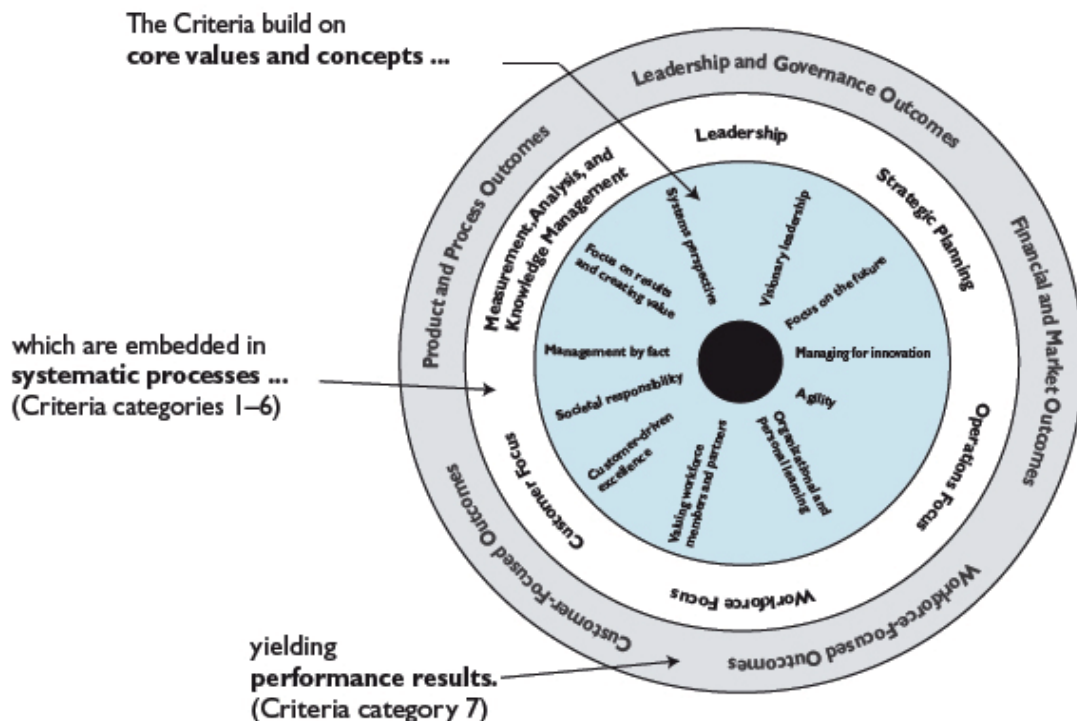 The Criteria build on
core values and concepts ...
which are embedded in
systematic processes ...
(Criteria categories 1–6)
yielding
performance results.
(Criteria category 7)
Leadership and Governance Outcomes
Financial and Market Outcomes
Workforce-Focused Outcomes
Customer-Focused Outcomes
Product and Process Outcomes
Leadership
Strategic Planning
Operations Focus
Workforce Focus
Customer Focus
Measurement, Analysis, and
Knowledge Management
Systems perspective
Visionary leadership
Focus on the future
Managing for innovation
Agility
Organizational and
personal learning
Valuing workforce
members and partners
Customer-driven
excellence
Societal responsibility
Management by fact
Focus on results
and creating value